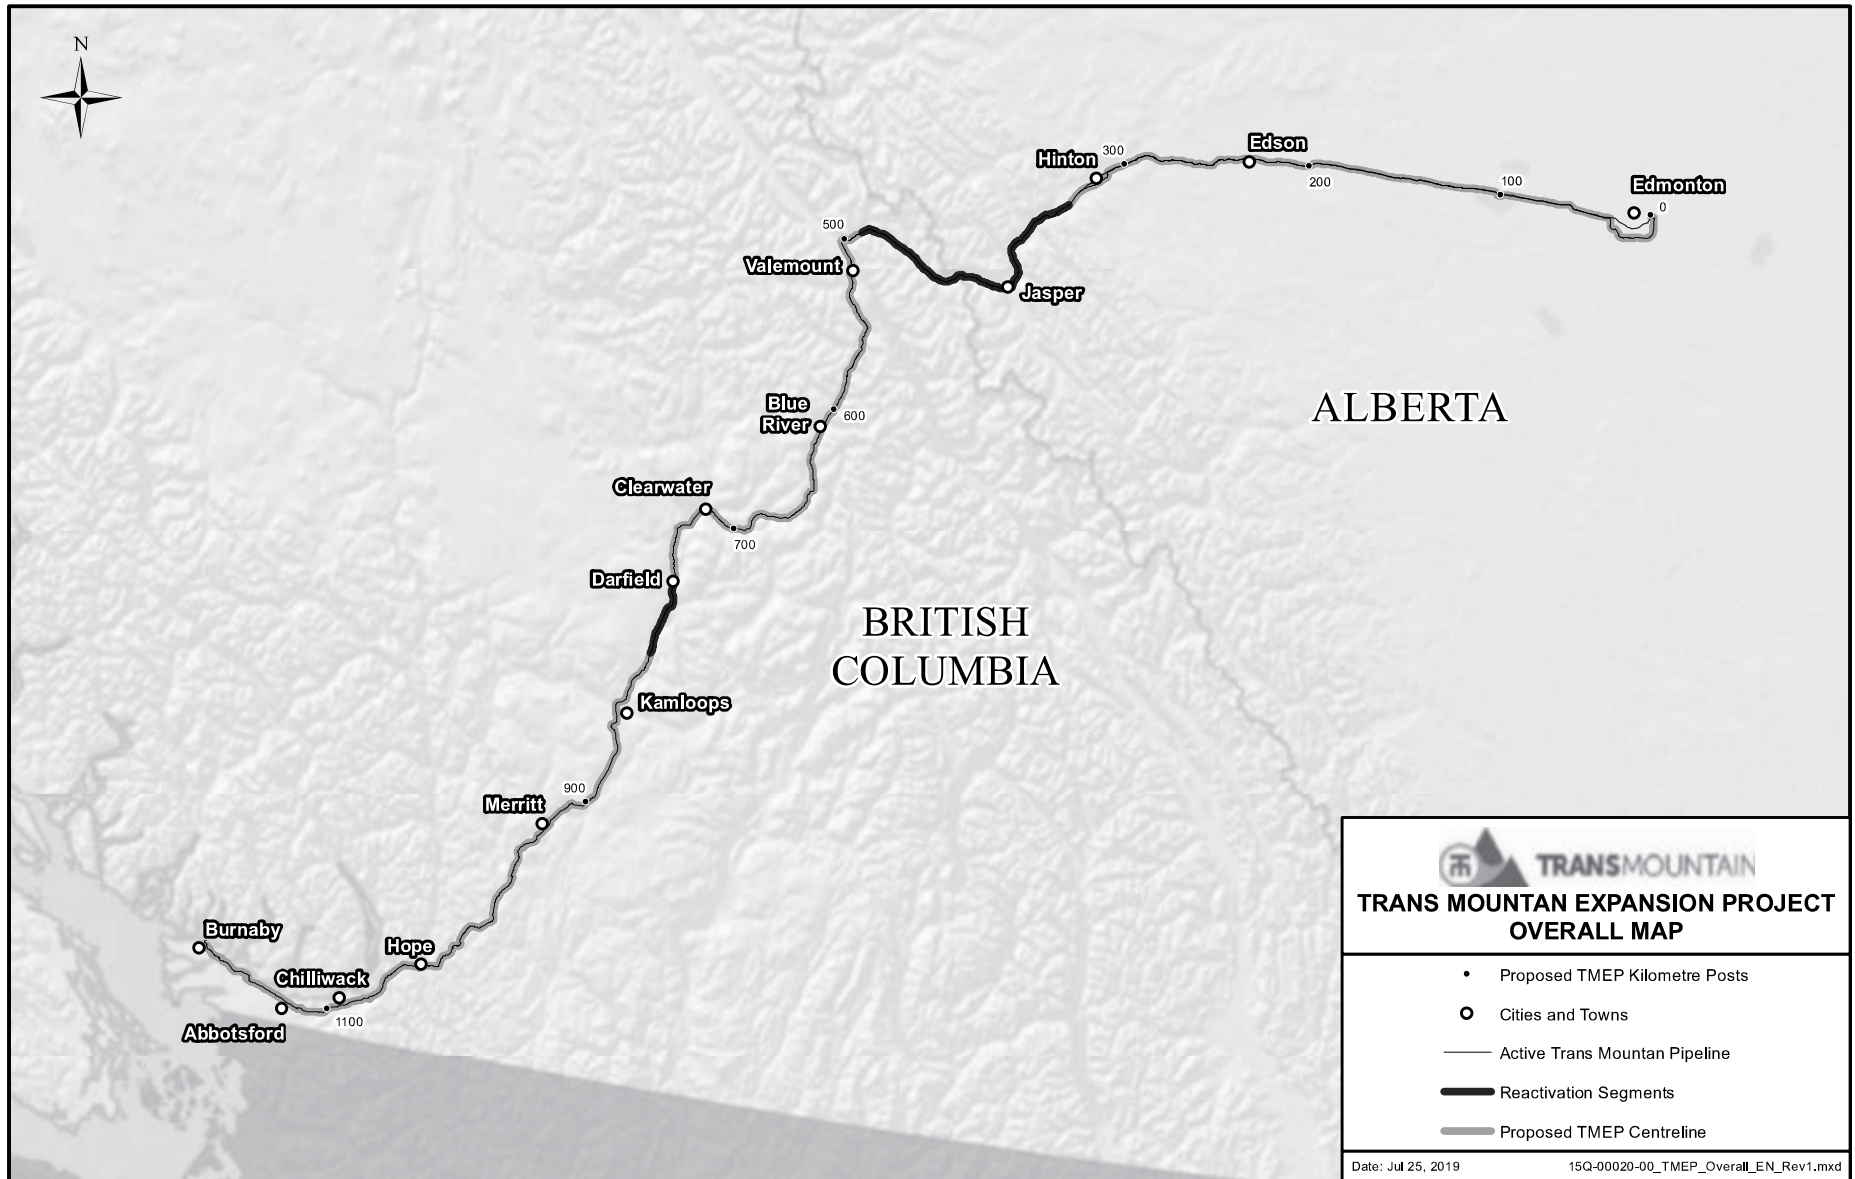 N
Edson
Hinton
300
200
100
Edmonton
0
500
Valemount
Jasper
ALBERTA
Blue
River
600
Clearwater
700
Darfield
BRITISH
COLUMBIA
Kamloops
900
Merritt
Burnaby
Hope
Chilliwack
1100
Abbotsford
TRANSMOUNTAIN
TRANS MOUNTAN EXPANSION PROJECT
OVERALL MAP
Proposed TMEP Kilometre Posts
Cities and Towns
Active Trans Mountan Pipeline
Reactivation Segments
Proposed TMEP Centreline
Date: Jul 25, 2019 15Q-00020-00_TMEP_Overall_EN_Rev1.mxd